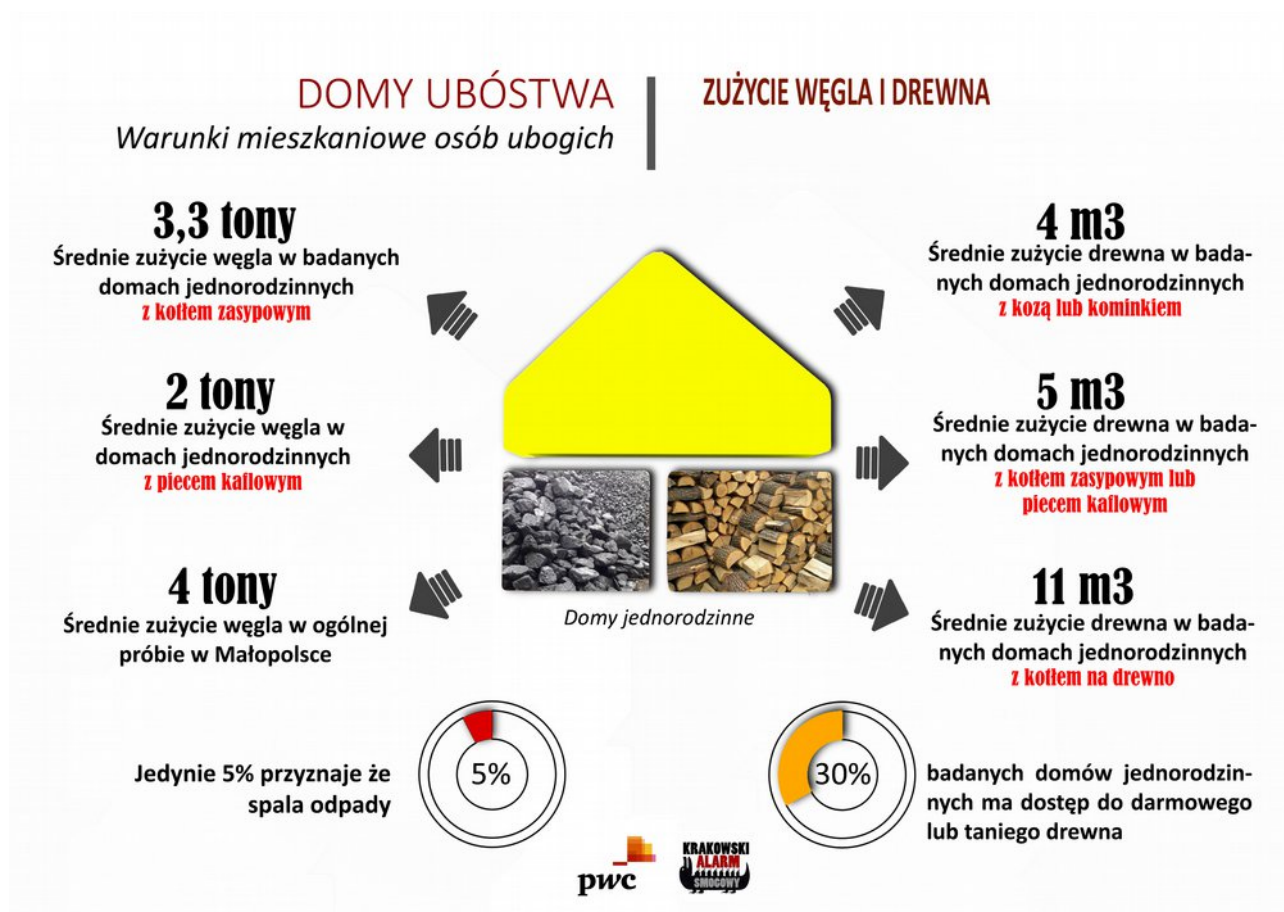 DOMY UBÓSTWA
Warunki mieszkaniowe osób ubogich
ZUŻYCIE WĘGLA I DREWNA
3,3 tony
Średnie zużycie węgla w badanych
domach jednorodzinnych
z kotłem zasypowym
2 tony
Średnie zużycie węgla w
domach jednorodzinnych
z piecem kaflowym
4 tony
Średnie zużycie węgla w ogólnej
próbie w Małopolsce
4 m3
Średnie zużycie drewna w bada-
nych domach jednorodzinnych
z kozą lub kominkiem
5 m3
Średnie zużycie drewna w bada-
nych domach jednorodzinnych
z kotłem zasypowym lub
piecem kaflowym
11 m3
Średnie zużycie drewna w bada-
nych domach jednorodzinnych
z kotłem na drewno
Domy jednorodzinne
Jedynie 5% przyznaje że
spala odpady
5%
30%
badanych domów jednorodzin-
nych ma dostęp do darmowego
lub taniego drewna
pwc
KRAKOWSKI
ALARM
SMOGOWY